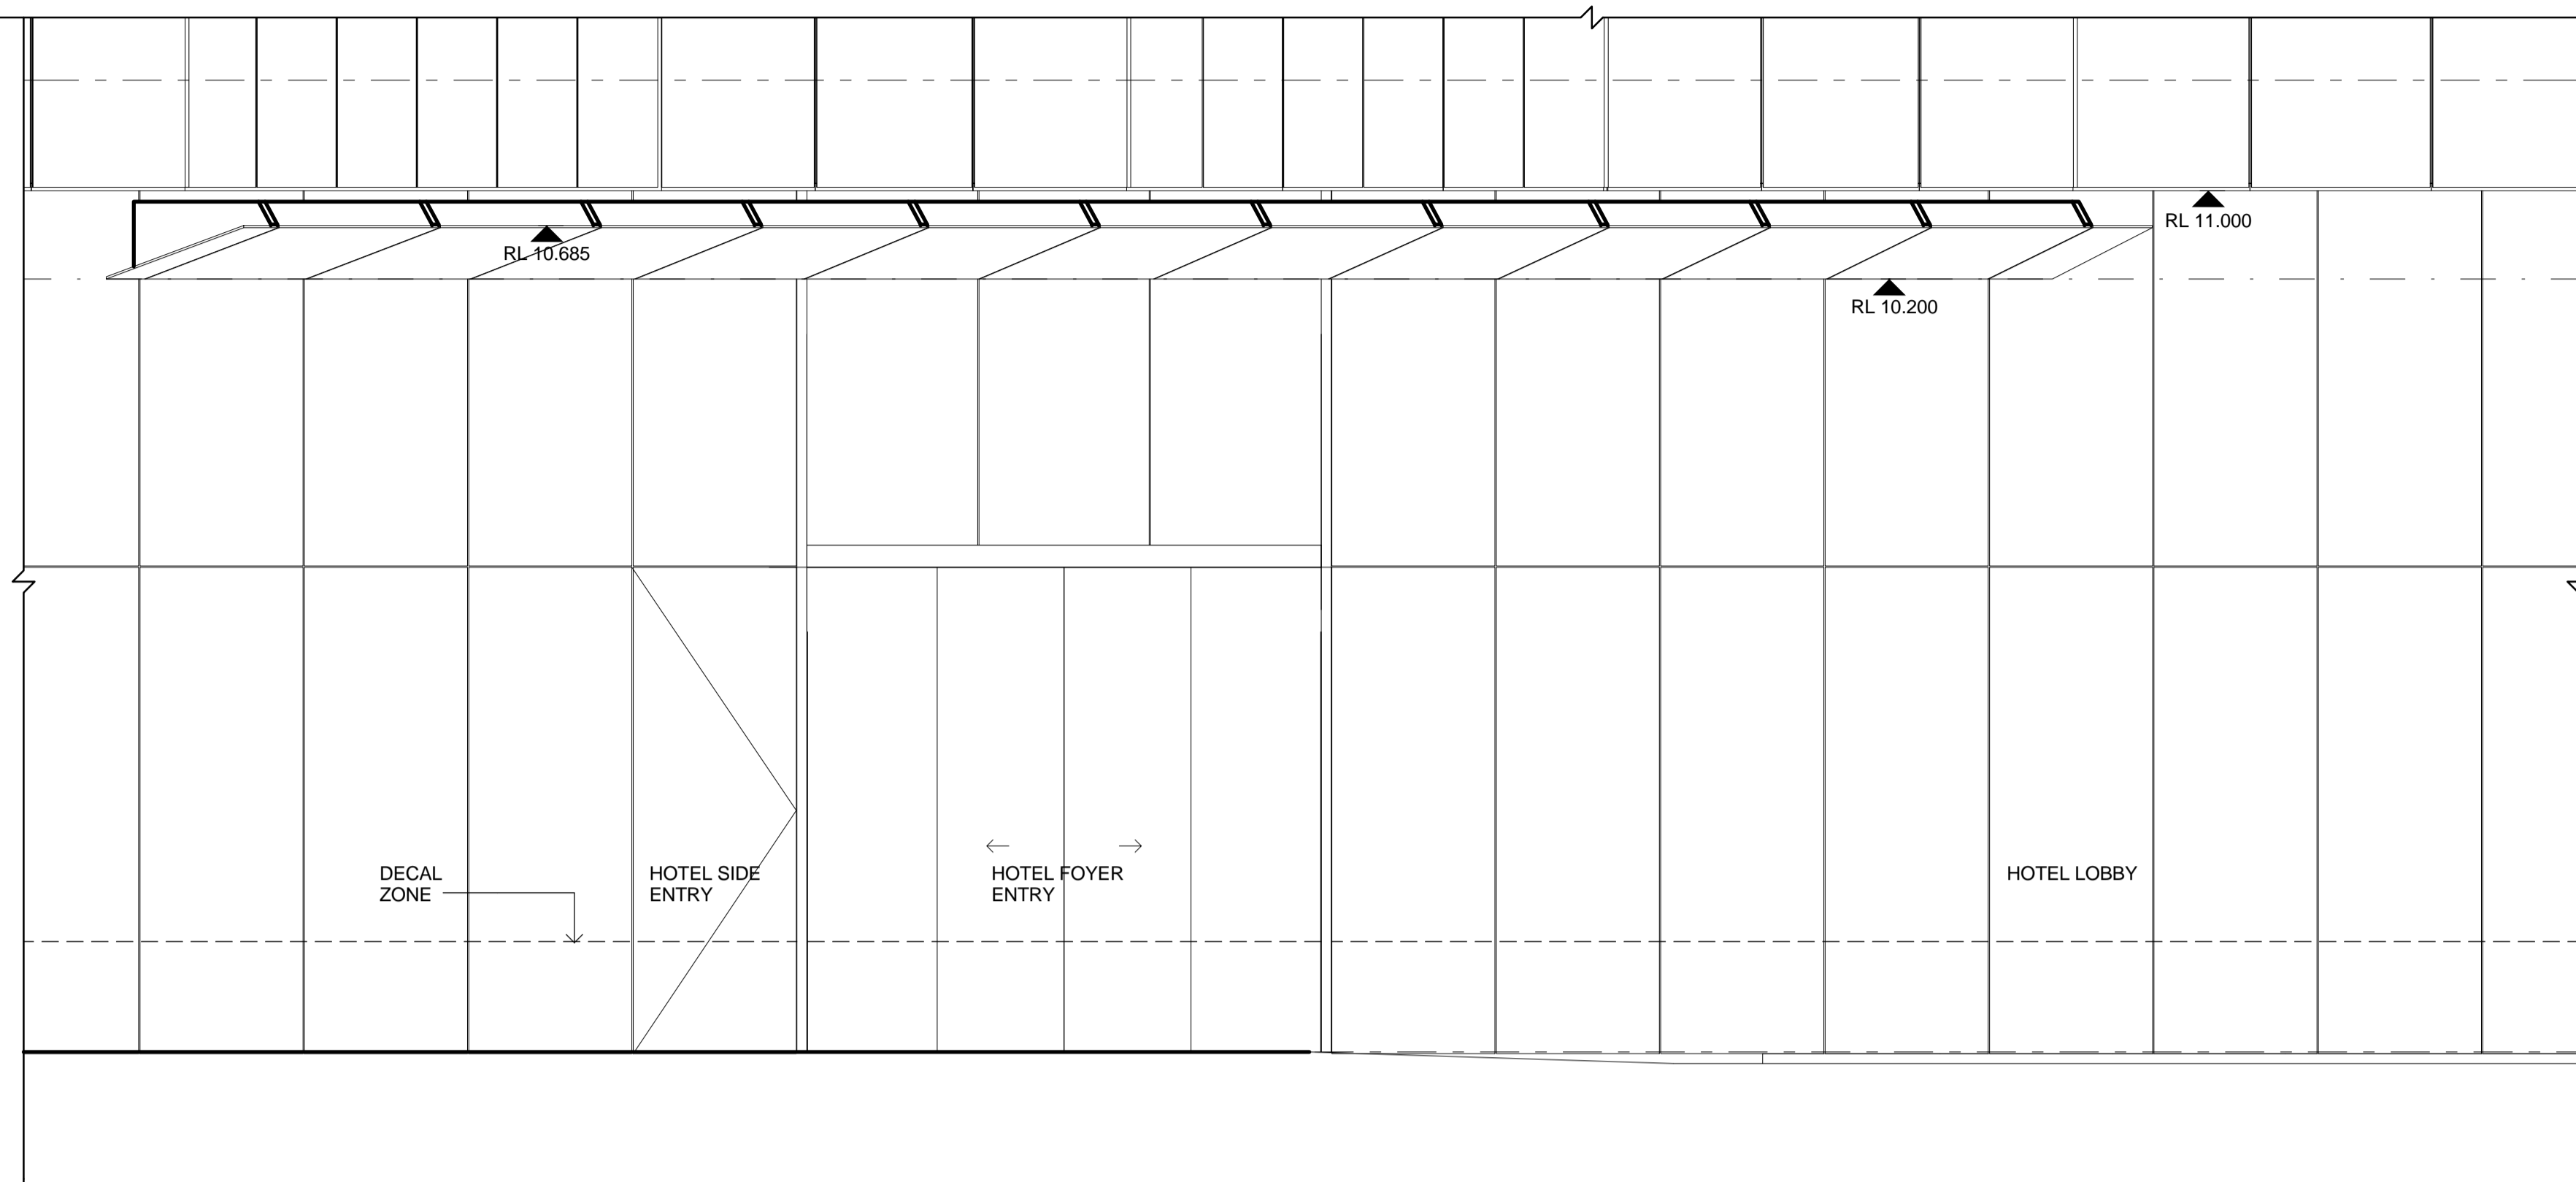 RL 11.000
RL 10.685
RL 10.200
DECAL
ZONE
HOTEL SIDE
ENTRY
HOTEL FOYER
ENTRY
HOTEL LOBBY